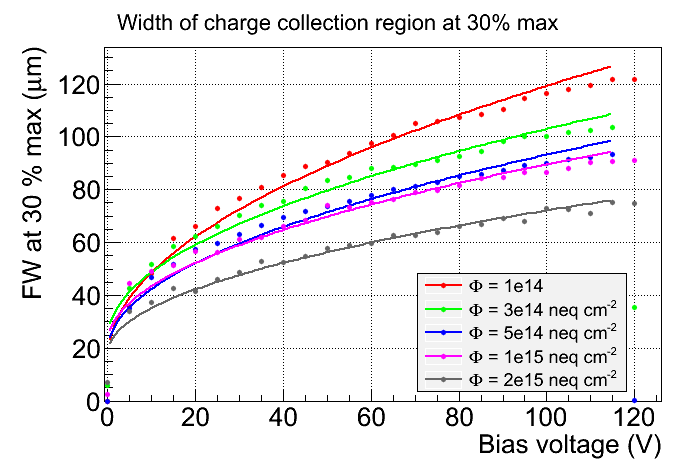 Width of charge collection region at 30% max
FW at 30 % max (μm)
120
100
80
60
40
20
0
0 20 40 60 80 100 120
Bias voltage (V)
Φ = 1e14
Φ = 3e14 neq cm⁻²
Φ = 5e14 neq cm⁻²
Φ = 1e15 neq cm⁻²
Φ = 2e15 neq cm⁻²